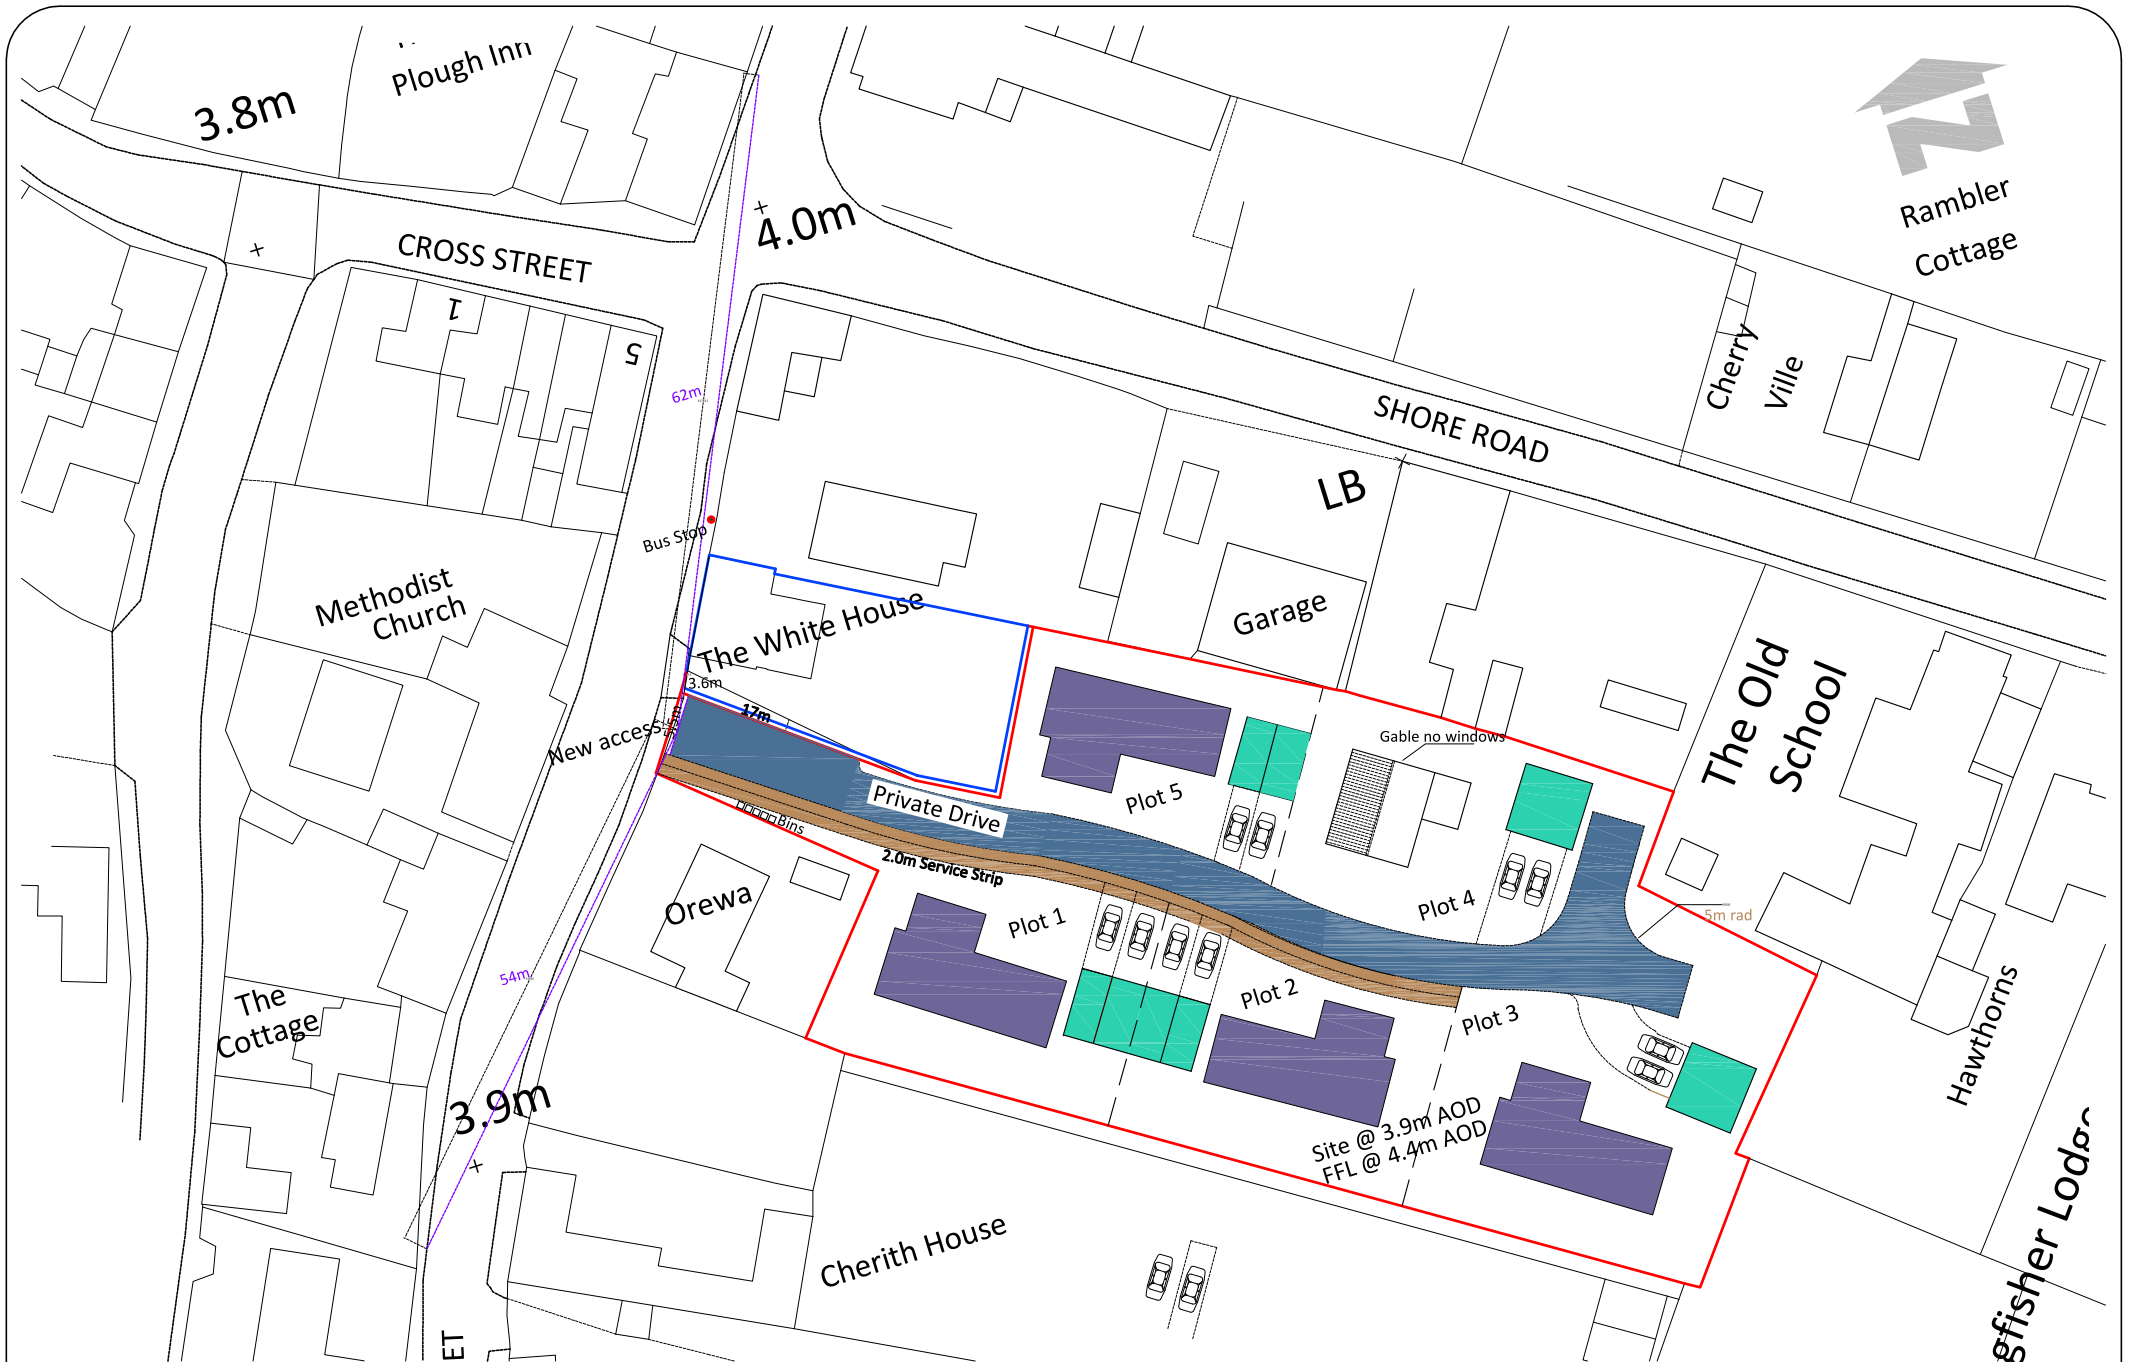 Plough Inn
3.8m
4.0m
CROSS STREET
1
5
62m
Rambler
Cottage
Cherry
Ville
SHORE ROAD
LB
Bus Stop
Methodist
Church
The White House
Garage
The Old
School
3.6m
17m
New access
Gable no windows
Private Drive
Plot 5
Bins
2.0m Service Strip
Orewa
Plot 1
Plot 4
5m rad
54m
The
Cottage
Plot 2
Plot 3
Hawthorns
3.9m
Site @ 3.9m AOD
FFL @ 4.4m AOD
Cherith House
gfisher Lodge
ET